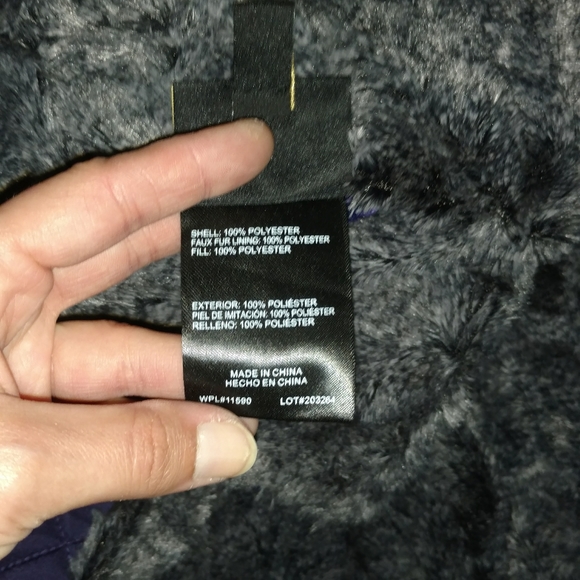 SHELL: 100% POLYESTER
FAUX FUR LINING: 100% POLYESTER
FILL: 100% POLYESTER
EXTERIOR: 100% POLIÉSTER
PIEL DE IMITACIÓN: 100% POLIÉSTER
RELLENO: 100% POLIÉSTER
MADE IN CHINA
HECHO EN CHINA
WPL#11590 LOT#203264